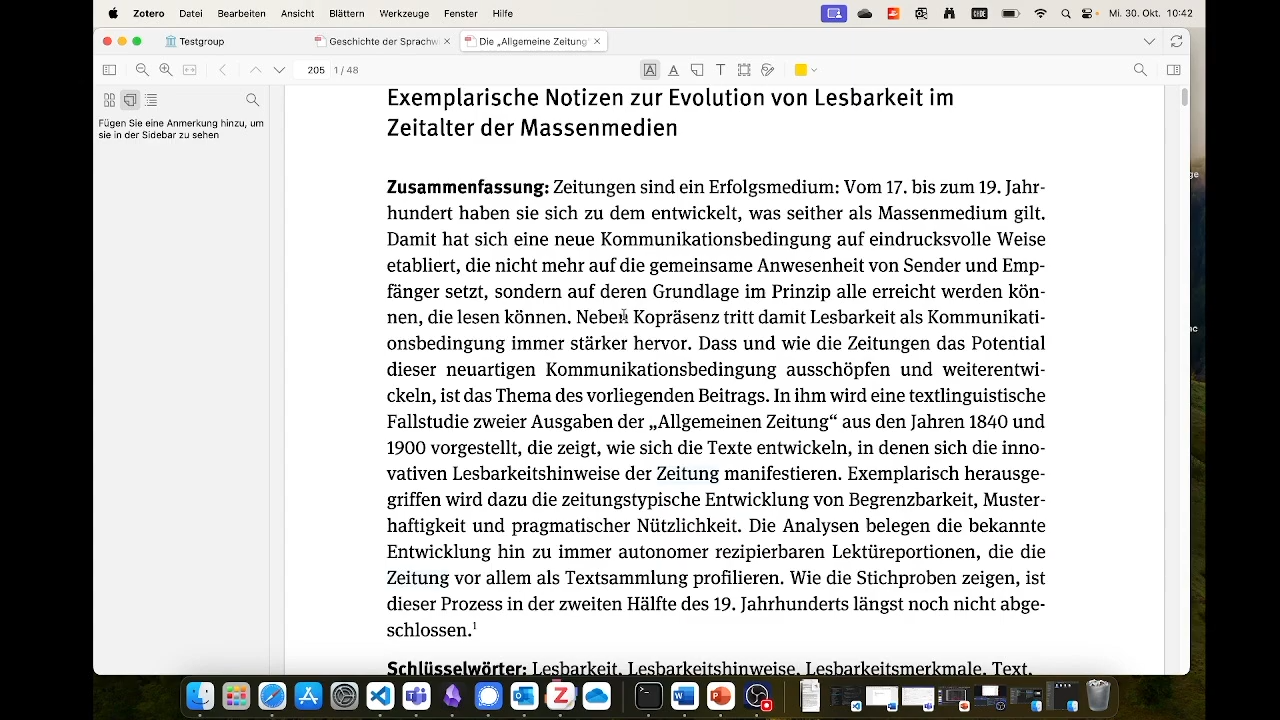 Zotero Datei Bearbeiten Ansicht Blättern Werkzeuge Fenster Hilfe Mi. 30. Okt. 10:42
Testgroup Geschichte der Sprachwi Die „Allgemeine Zeitung“
205 1 / 48
Fügen Sie eine Anmerkung hinzu, um
sie in der Sidebar zu sehen
Exemplarische Notizen zur Evolution von Lesbarkeit im
Zeitalter der Massenmedien
Zusammenfassung: Zeitungen sind ein Erfolgsmedium: Vom 17. bis zum 19. Jahr-
hundert haben sie sich zu dem entwickelt, was seither als Massenmedium gilt.
Damit hat sich eine neue Kommunikationsbedingung auf eindrucksvolle Weise
etabliert, die nicht mehr auf die gemeinsame Anwesenheit von Sender und Emp-
fänger setzt, sondern auf deren Grundlage im Prinzip alle erreicht werden kön-
nen, die lesen können. Neben Kopräsenz tritt damit Lesbarkeit als Kommunikati-
onsbedingung immer stärker hervor. Dass und wie die Zeitungen das Potential
dieser neuartigen Kommunikationsbedingung ausschöpfen und weiterentwi-
ckeln, ist das Thema des vorliegenden Beitrags. In ihm wird eine textlinguistische
Fallstudie zweier Ausgaben der „Allgemeinen Zeitung“ aus den Jahren 1840 und
1900 vorgestellt, die zeigt, wie sich die Texte entwickeln, in denen sich die inno-
vativen Lesbarkeitshinweise der Zeitung manifestieren. Exemplarisch herausge-
griffen wird dazu die zeitungstypische Entwicklung von Begrenzbarkeit, Muster-
haftigkeit und pragmatischer Nützlichkeit. Die Analysen belegen die bekannte
Entwicklung hin zu immer autonomer rezipierbaren Lektüreportionen, die die
Zeitung vor allem als Textsammlung profilieren. Wie die Stichproben zeigen, ist
dieser Prozess in der zweiten Hälfte des 19. Jahrhunderts längst noch nicht abge-
schlossen.1
Schlüsselwörter: Lesbarkeit, Lesbarkeitshinweise, Lesbarkeitsmerkmale, Text,